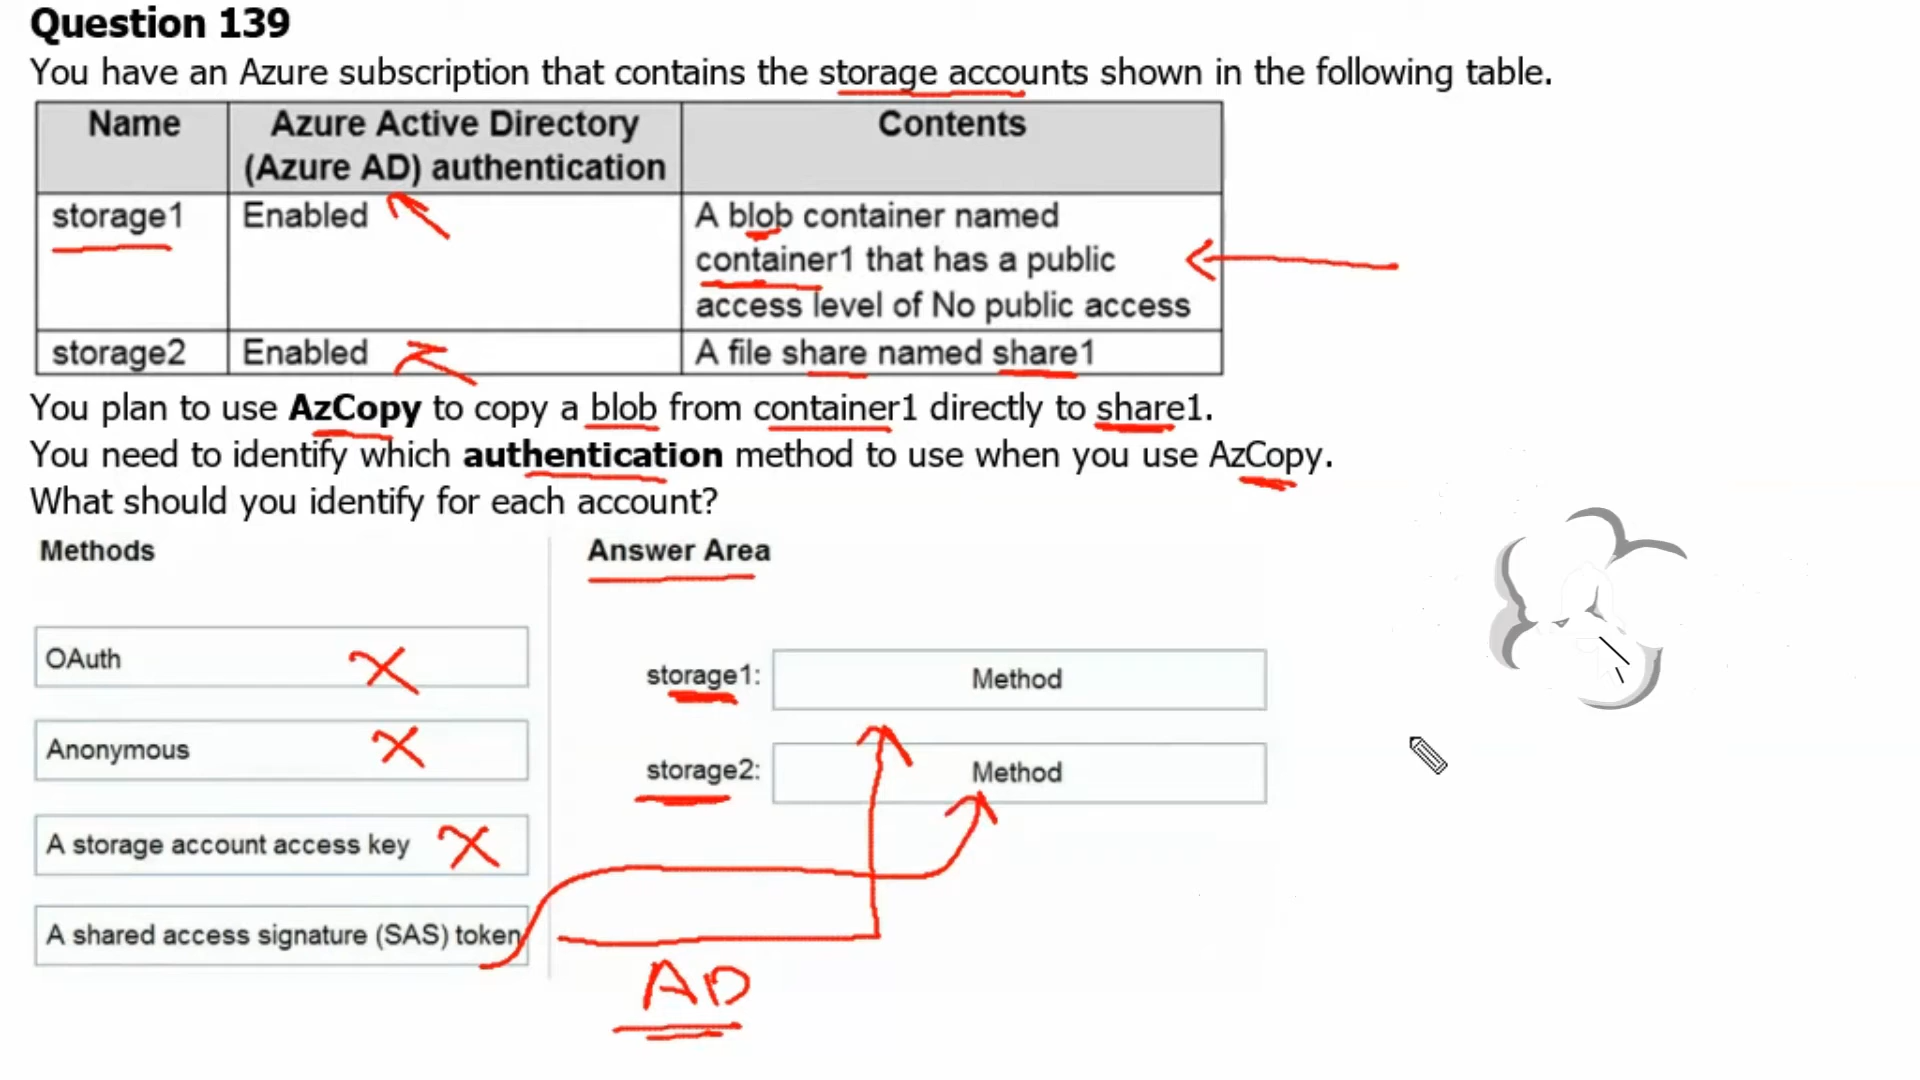 Question 139
You have an Azure subscription that contains the storage accounts shown in the following table.
Name Azure Active Directory (Azure AD) authentication Contents
storage1 Enabled A blob container named container1 that has a public access level of No public access
storage2 Enabled A file share named share1
You plan to use AzCopy to copy a blob from container1 directly to share1.
You need to identify which authentication method to use when you use AzCopy.
What should you identify for each account?
Methods
OAuth
Anonymous
A storage account access key
A shared access signature (SAS) token
Answer Area
storage1: Method
storage2: Method
AD